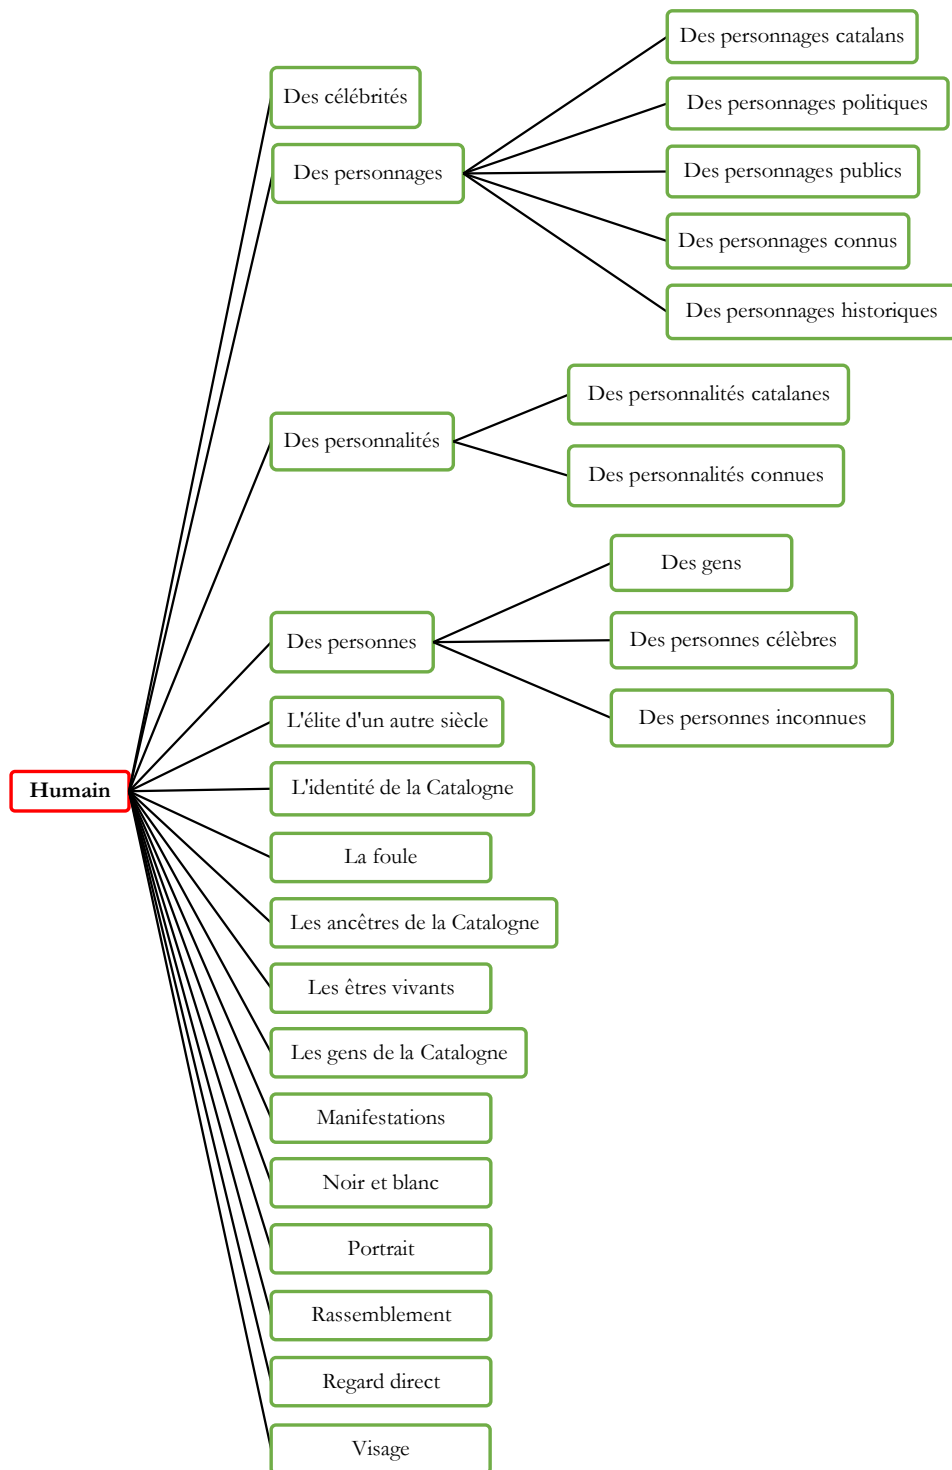 Des personnages catalans
Des célébrités
Des personnages politiques
Des personnages
Des personnages publics
Des personnages connus
Des personnages historiques
Des personnalités catalanes
Des personnalités
Des personnalités connues
Des gens
Des personnes
Des personnes célèbres
Des personnes inconnues
L'élite d'un autre siècle
Humain
L'identité de la Catalogne
La foule
Les ancêtres de la Catalogne
Les êtres vivants
Les gens de la Catalogne
Manifestations
Noir et blanc
Portrait
Rassemblement
Regard direct
Visage